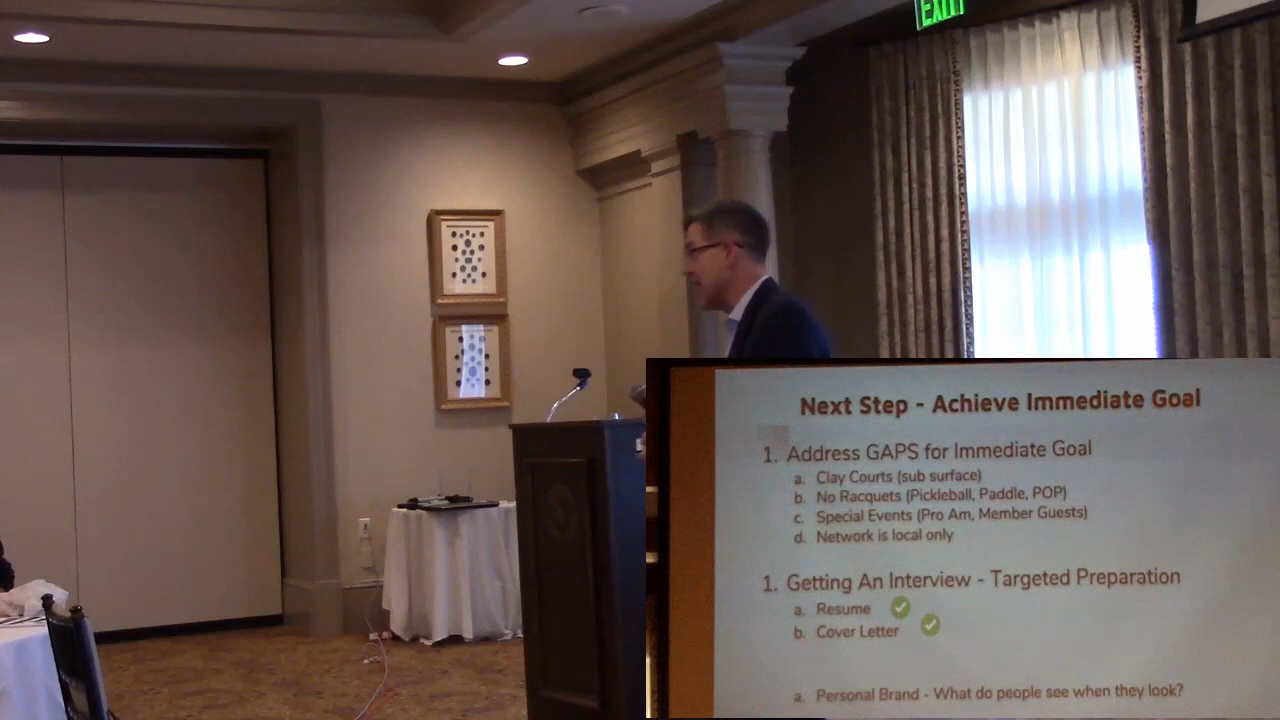 EXIT
Next Step - Achieve Immediate Goal
1. Address GAPS for Immediate Goal
a. Clay Courts (sub surface)
b. No Racquets (Pickleball, Paddle, POP)
c. Special Events (Pro Am, Member Guests)
d. Network is local only
1. Getting An Interview - Targeted Preparation
a. Resume
b. Cover Letter
a. Personal Brand - What do people see when they look?